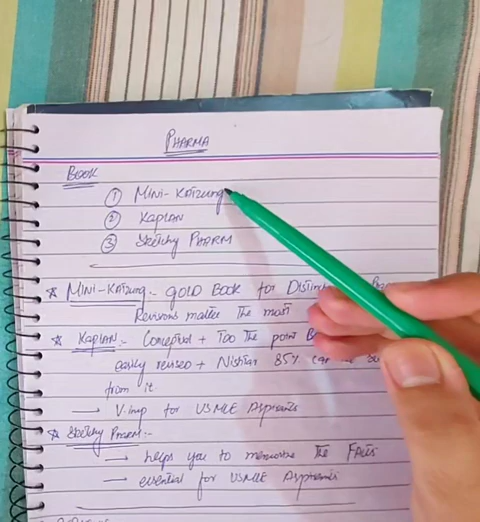 PHARMA
Book
① Mini-Katzung
② Kaplan
③ Sketchy Pharm
★ Mini-Katzung:- GOLD BOOK for
Revisions matter the most
★ Kaplan:- Conceptual + Too The point
easily revised + Nishtar 85%
from it.
→ V.imp for USMLE Aspirants
★ Sketchy Pharm:-
→ helps you to memorise The FACTS
→ essential for USMLE Aspirants